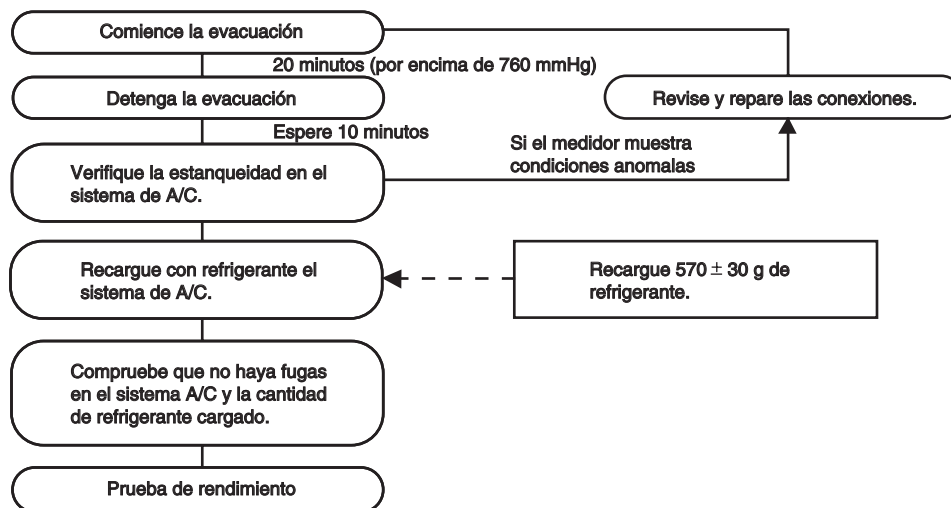 Comience la evacuación
20 minutos (por encima de 760 mmHg)
Detenga la evacuación
Revise y repare las conexiones.
Espere 10 minutos
Si el medidor muestra
condiciones anomalas
Verifique la estanqueidad en el
sistema de A/C.
Recargue con refrigerante el
sistema de A/C.
Recargue 570 ± 30 g de
refrigerante.
Compruebe que no haya fugas
en el sistema A/C y la cantidad
de refrigerante cargado.
Prueba de rendimiento